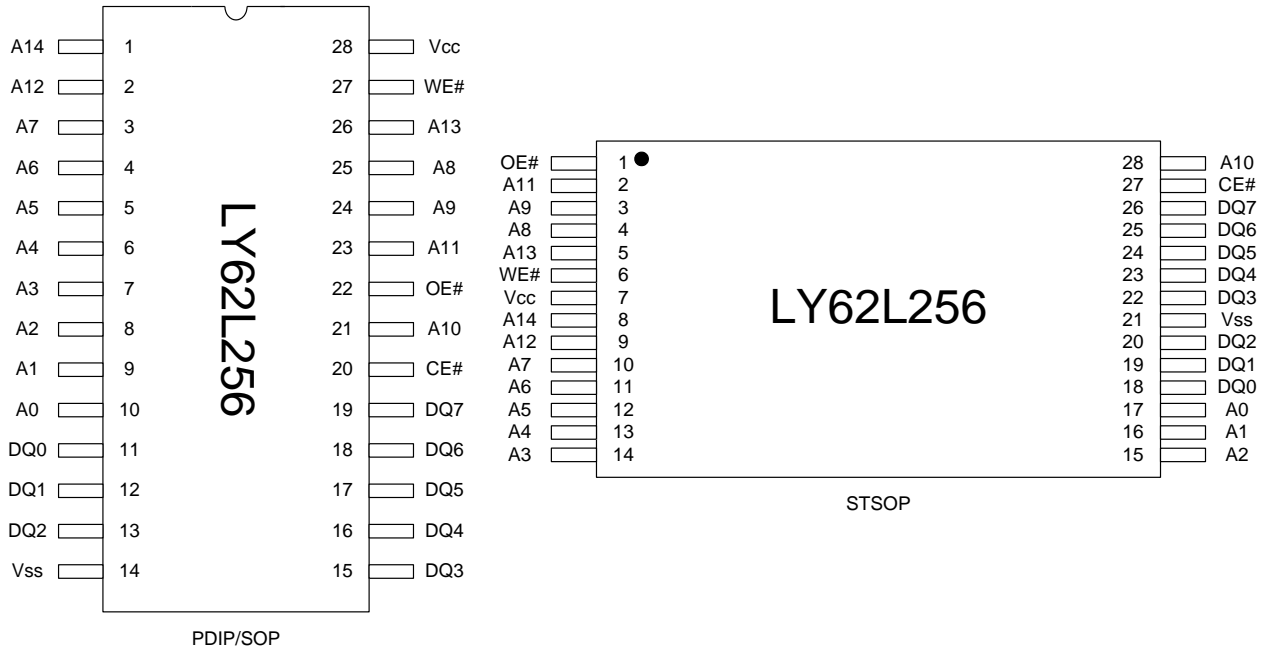 A14 1 28 Vcc
A12 2 27 WE#
A7 3 26 A13
A6 4 25 A8
A5 5 24 A9
A4 6 23 A11
A3 7 22 OE#
A2 8 21 A10
A1 9 20 CE#
A0 10 19 DQ7
DQ0 11 18 DQ6
DQ1 12 17 DQ5
DQ2 13 16 DQ4
Vss 14 15 DQ3
LY62L256
PDIP/SOP
OE# 1 28 A10
A11 2 27 CE#
A9 3 26 DQ7
A8 4 25 DQ6
A13 5 24 DQ5
WE# 6 23 DQ4
Vcc 7 22 DQ3
A14 8 21 Vss
A12 9 20 DQ2
A7 10 19 DQ1
A6 11 18 DQ0
A5 12 17 A0
A4 13 16 A1
A3 14 15 A2
LY62L256
STSOP